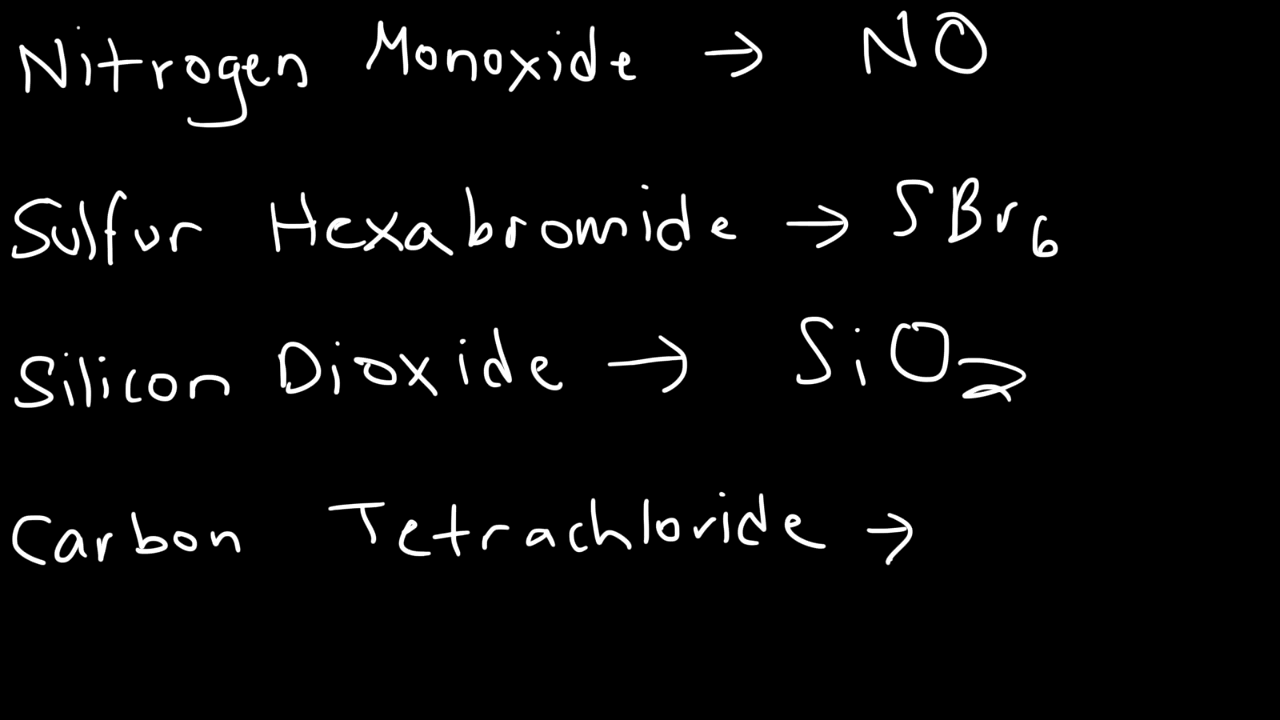 Nitrogen Monoxide → NO
Sulfur Hexabromide → SBr₆
Silicon Dioxide → SiO₂
Carbon Tetrachloride →